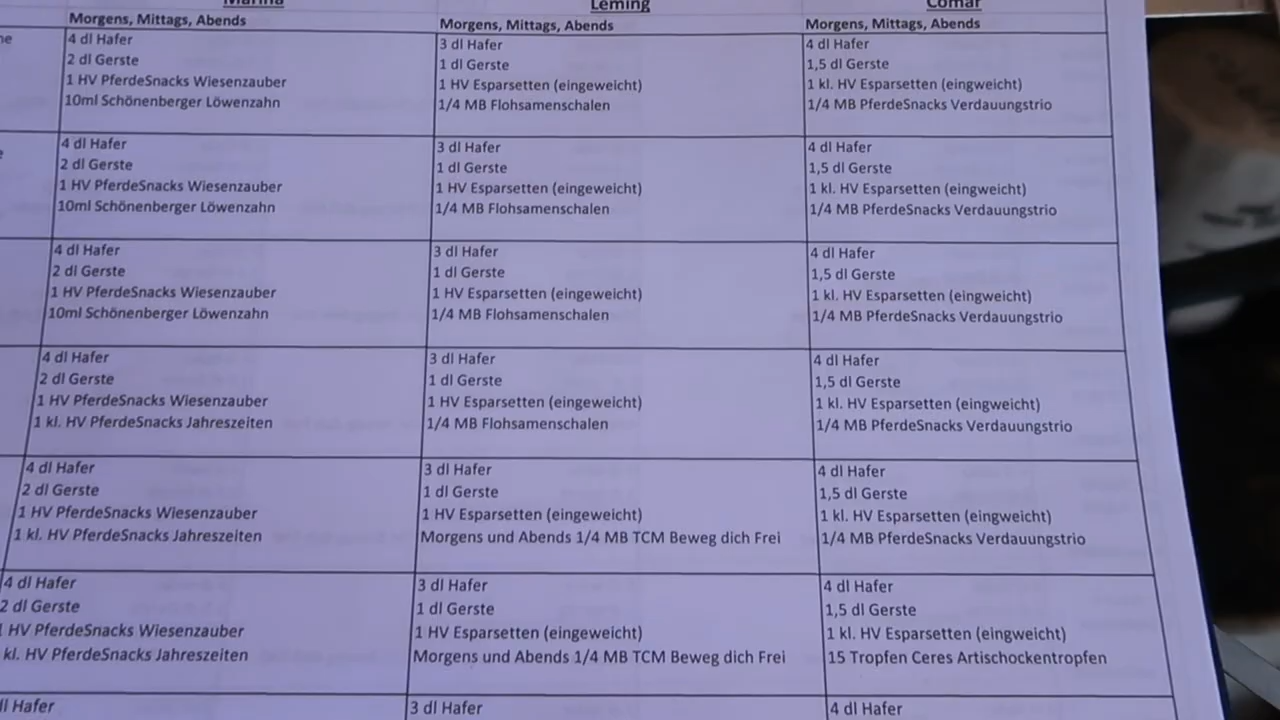 Marina
Leming
Comar
Morgens, Mittags, Abends
Morgens, Mittags, Abends
Morgens, Mittags, Abends
4 dl Hafer
2 dl Gerste
1 HV PferdeSnacks Wiesenzauber
10ml Schönenberger Löwenzahn
3 dl Hafer
1 dl Gerste
1 HV Esparsetten (eingeweicht)
1/4 MB Flohsamenschalen
4 dl Hafer
1,5 dl Gerste
1 kl. HV Esparsetten (eingweicht)
1/4 MB PferdeSnacks Verdauungstrio
4 dl Hafer
2 dl Gerste
1 HV PferdeSnacks Wiesenzauber
10ml Schönenberger Löwenzahn
3 dl Hafer
1 dl Gerste
1 HV Esparsetten (eingeweicht)
1/4 MB Flohsamenschalen
4 dl Hafer
1,5 dl Gerste
1 kl. HV Esparsetten (eingweicht)
1/4 MB PferdeSnacks Verdauungstrio
4 dl Hafer
2 dl Gerste
1 HV PferdeSnacks Wiesenzauber
10ml Schönenberger Löwenzahn
3 dl Hafer
1 dl Gerste
1 HV Esparsetten (eingeweicht)
1/4 MB Flohsamenschalen
4 dl Hafer
1,5 dl Gerste
1 kl. HV Esparsetten (eingweicht)
1/4 MB PferdeSnacks Verdauungstrio
4 dl Hafer
2 dl Gerste
1 HV PferdeSnacks Wiesenzauber
1 kl. HV PferdeSnacks Jahreszeiten
3 dl Hafer
1 dl Gerste
1 HV Esparsetten (eingeweicht)
1/4 MB Flohsamenschalen
4 dl Hafer
1,5 dl Gerste
1 kl. HV Esparsetten (eingweicht)
1/4 MB PferdeSnacks Verdauungstrio
4 dl Hafer
2 dl Gerste
1 HV PferdeSnacks Wiesenzauber
1 kl. HV PferdeSnacks Jahreszeiten
3 dl Hafer
1 dl Gerste
1 HV Esparsetten (eingeweicht)
Morgens und Abends 1/4 MB TCM Beweg dich Frei
4 dl Hafer
1,5 dl Gerste
1 kl. HV Esparsetten (eingweicht)
1/4 MB PferdeSnacks Verdauungstrio
4 dl Hafer
2 dl Gerste
1 HV PferdeSnacks Wiesenzauber
kl. HV PferdeSnacks Jahreszeiten
3 dl Hafer
1 dl Gerste
1 HV Esparsetten (eingeweicht)
Morgens und Abends 1/4 MB TCM Beweg dich Frei
4 dl Hafer
1,5 dl Gerste
1 kl. HV Esparsetten (eingweicht)
15 Tropfen Ceres Artischockentropfen
dl Hafer
3 dl Hafer
4 dl Hafer